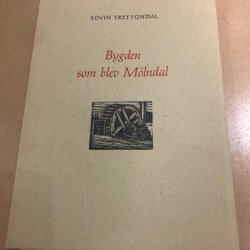 EDVIN TRETTONDAL
Bygden
som blev Mölndal